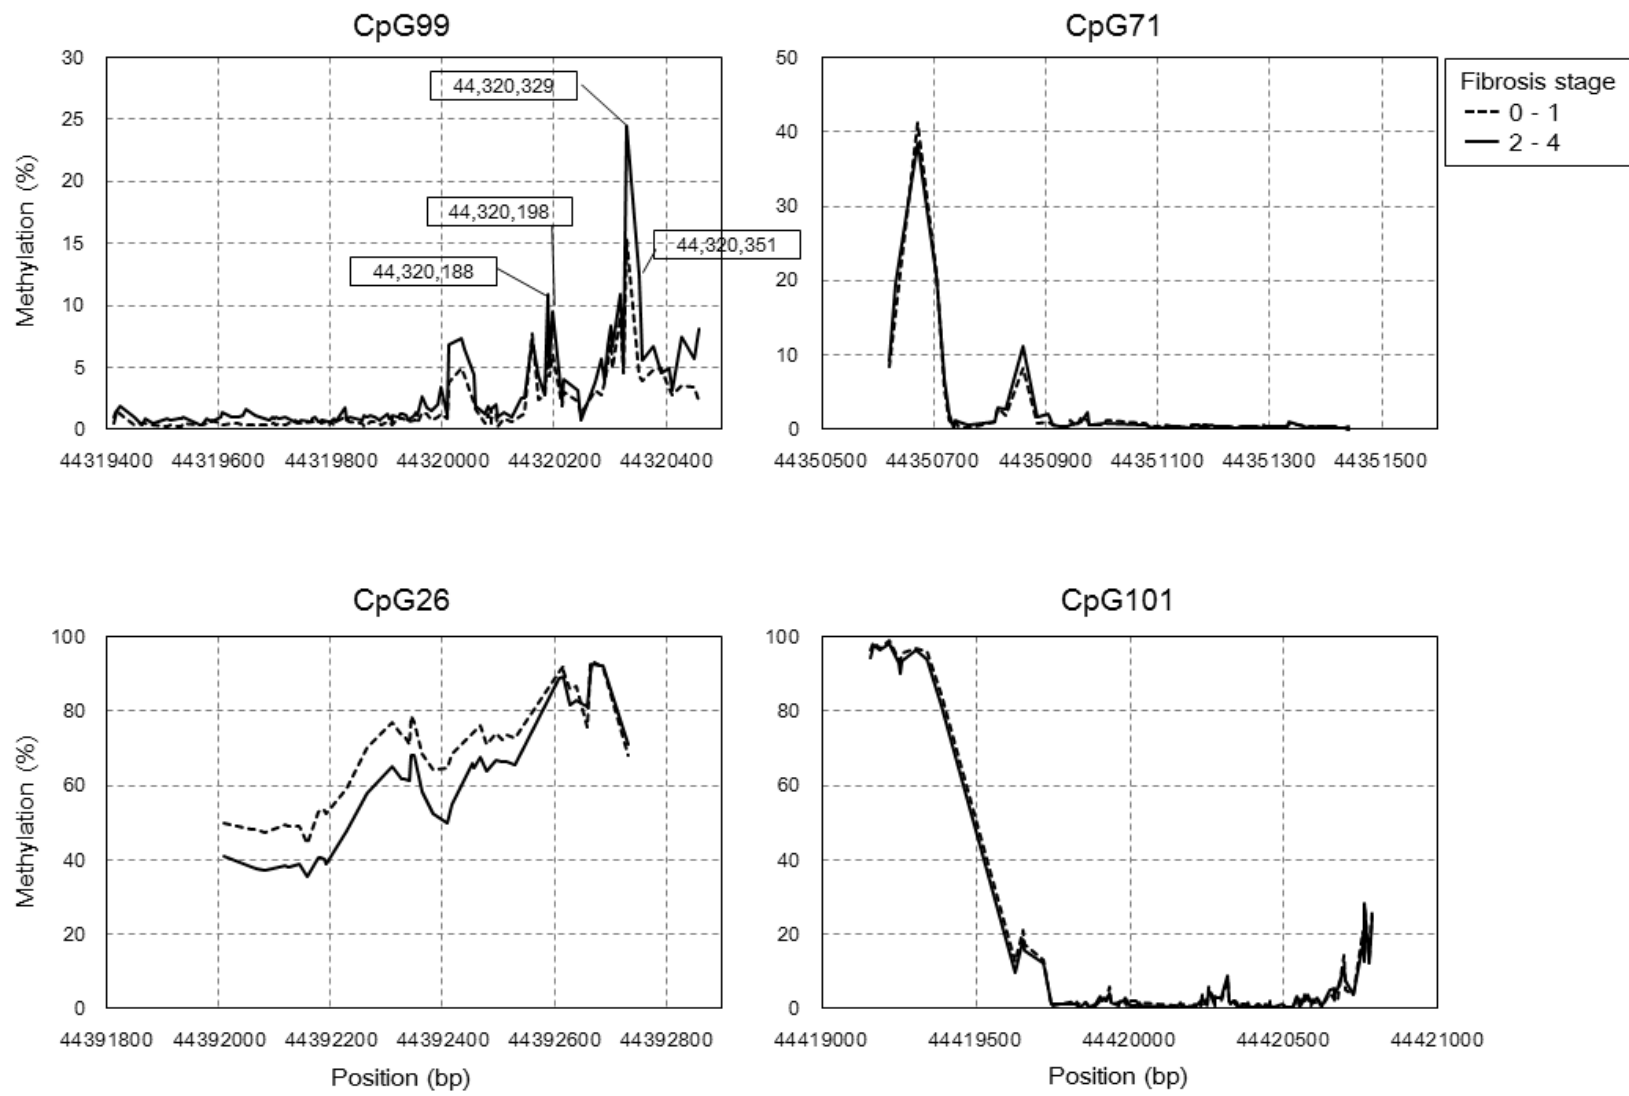 CpG99
30
25
20
15
10
5
0
Methylation (%)
44,320,329
44,320,198
44,320,351
44,320,188
44319400 44319600 44319800 44320000 44320200 44320400
CpG71
50
40
30
20
10
0
44350500 44350700 44350900 44351100 44351300 44351500
Fibrosis stage
0 - 1
2 - 4
CpG26
100
80
60
40
20
0
Methylation (%)
44391800 44392000 44392200 44392400 44392600 44392800
Position (bp)
CpG101
100
80
60
40
20
0
44419000 44419500 44420000 44420500 44421000
Position (bp)